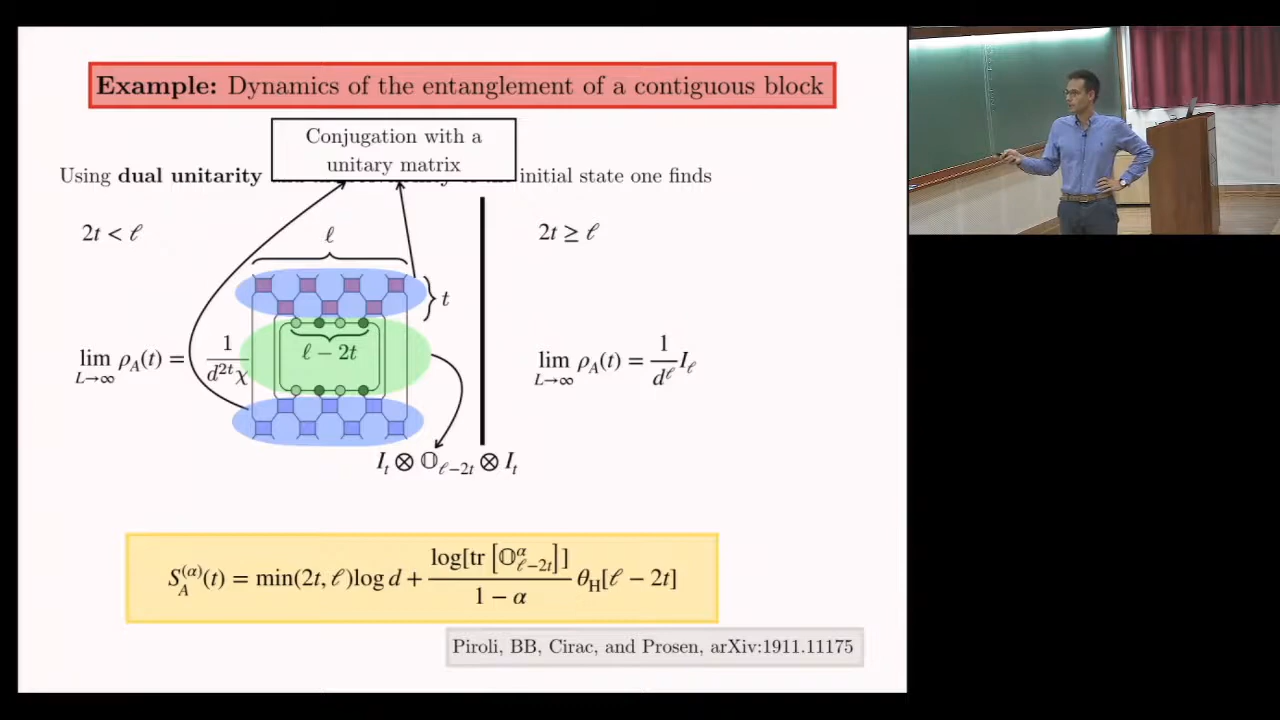 Example: Dynamics of the entanglement of a contiguous block
Conjugation with a
unitary matrix
Using dual unitarity initial state one finds
2t < ℓ
2t ≥ ℓ
ℓ
t
ℓ − 2t
lim_{L→∞} ρ_A(t) = 1/(d^{2t}χ)
lim_{L→∞} ρ_A(t) = 1/d^ℓ I_ℓ
I_t ⊗ 𝕆_{ℓ−2t} ⊗ I_t
S_A^{(α)}(t) = min(2t, ℓ)log d + log[tr [𝕆^α_{ℓ−2t}]]/(1 − α) θ_H[ℓ − 2t]
Piroli, BB, Cirac, and Prosen, arXiv:1911.11175